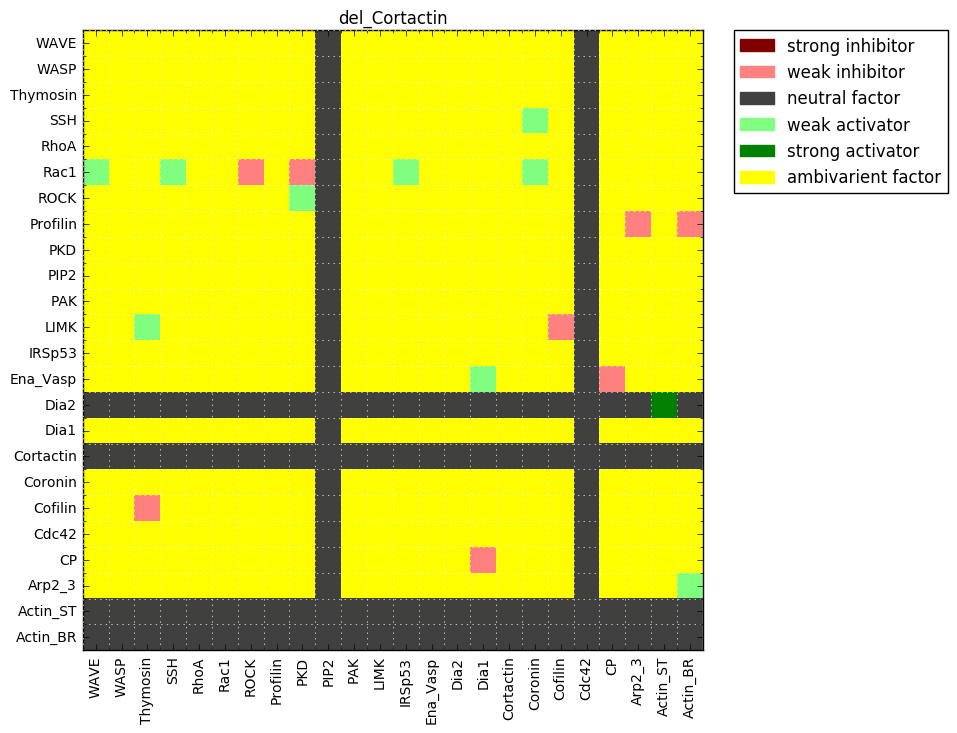 del_Cortactin
WAVE
WASP
Thymosin
SSH
RhoA
Rac1
ROCK
Profilin
PKD
PIP2
PAK
LIMK
IRSp53
Ena_Vasp
Dia2
Dia1
Cortactin
Coronin
Cofilin
Cdc42
CP
Arp2_3
Actin_ST
Actin_BR
WAVE
WASP
Thymosin
SSH
RhoA
Rac1
ROCK
Profilin
PKD
PIP2
PAK
LIMK
IRSp53
Ena_Vasp
Dia2
Dia1
Cortactin
Coronin
Cofilin
Cdc42
CP
Arp2_3
Actin_ST
Actin_BR
strong inhibitor
weak inhibitor
neutral factor
weak activator
strong activator
ambivarient factor